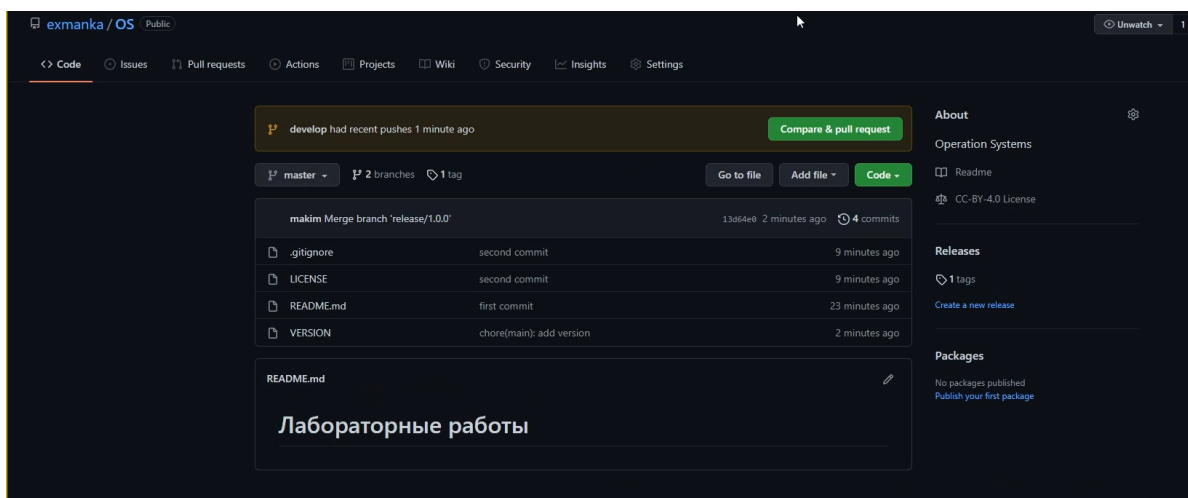 exmanka / OS Public
Unwatch 1
Code Issues Pull requests Actions Projects Wiki Security Insights Settings
develop had recent pushes 1 minute ago Compare & pull request
master 2 branches 1 tag Go to file Add file Code
makim Merge branch 'release/1.0.0' 13d64e0 2 minutes ago 4 commits
.gitignore second commit 9 minutes ago
LICENSE second commit 9 minutes ago
README.md first commit 23 minutes ago
VERSION chore(main): add version 2 minutes ago
README.md
Лабораторные работы
About
Operation Systems
Readme
CC-BY-4.0 License
Releases
1 tags
Create a new release
Packages
No packages published
Publish your first package